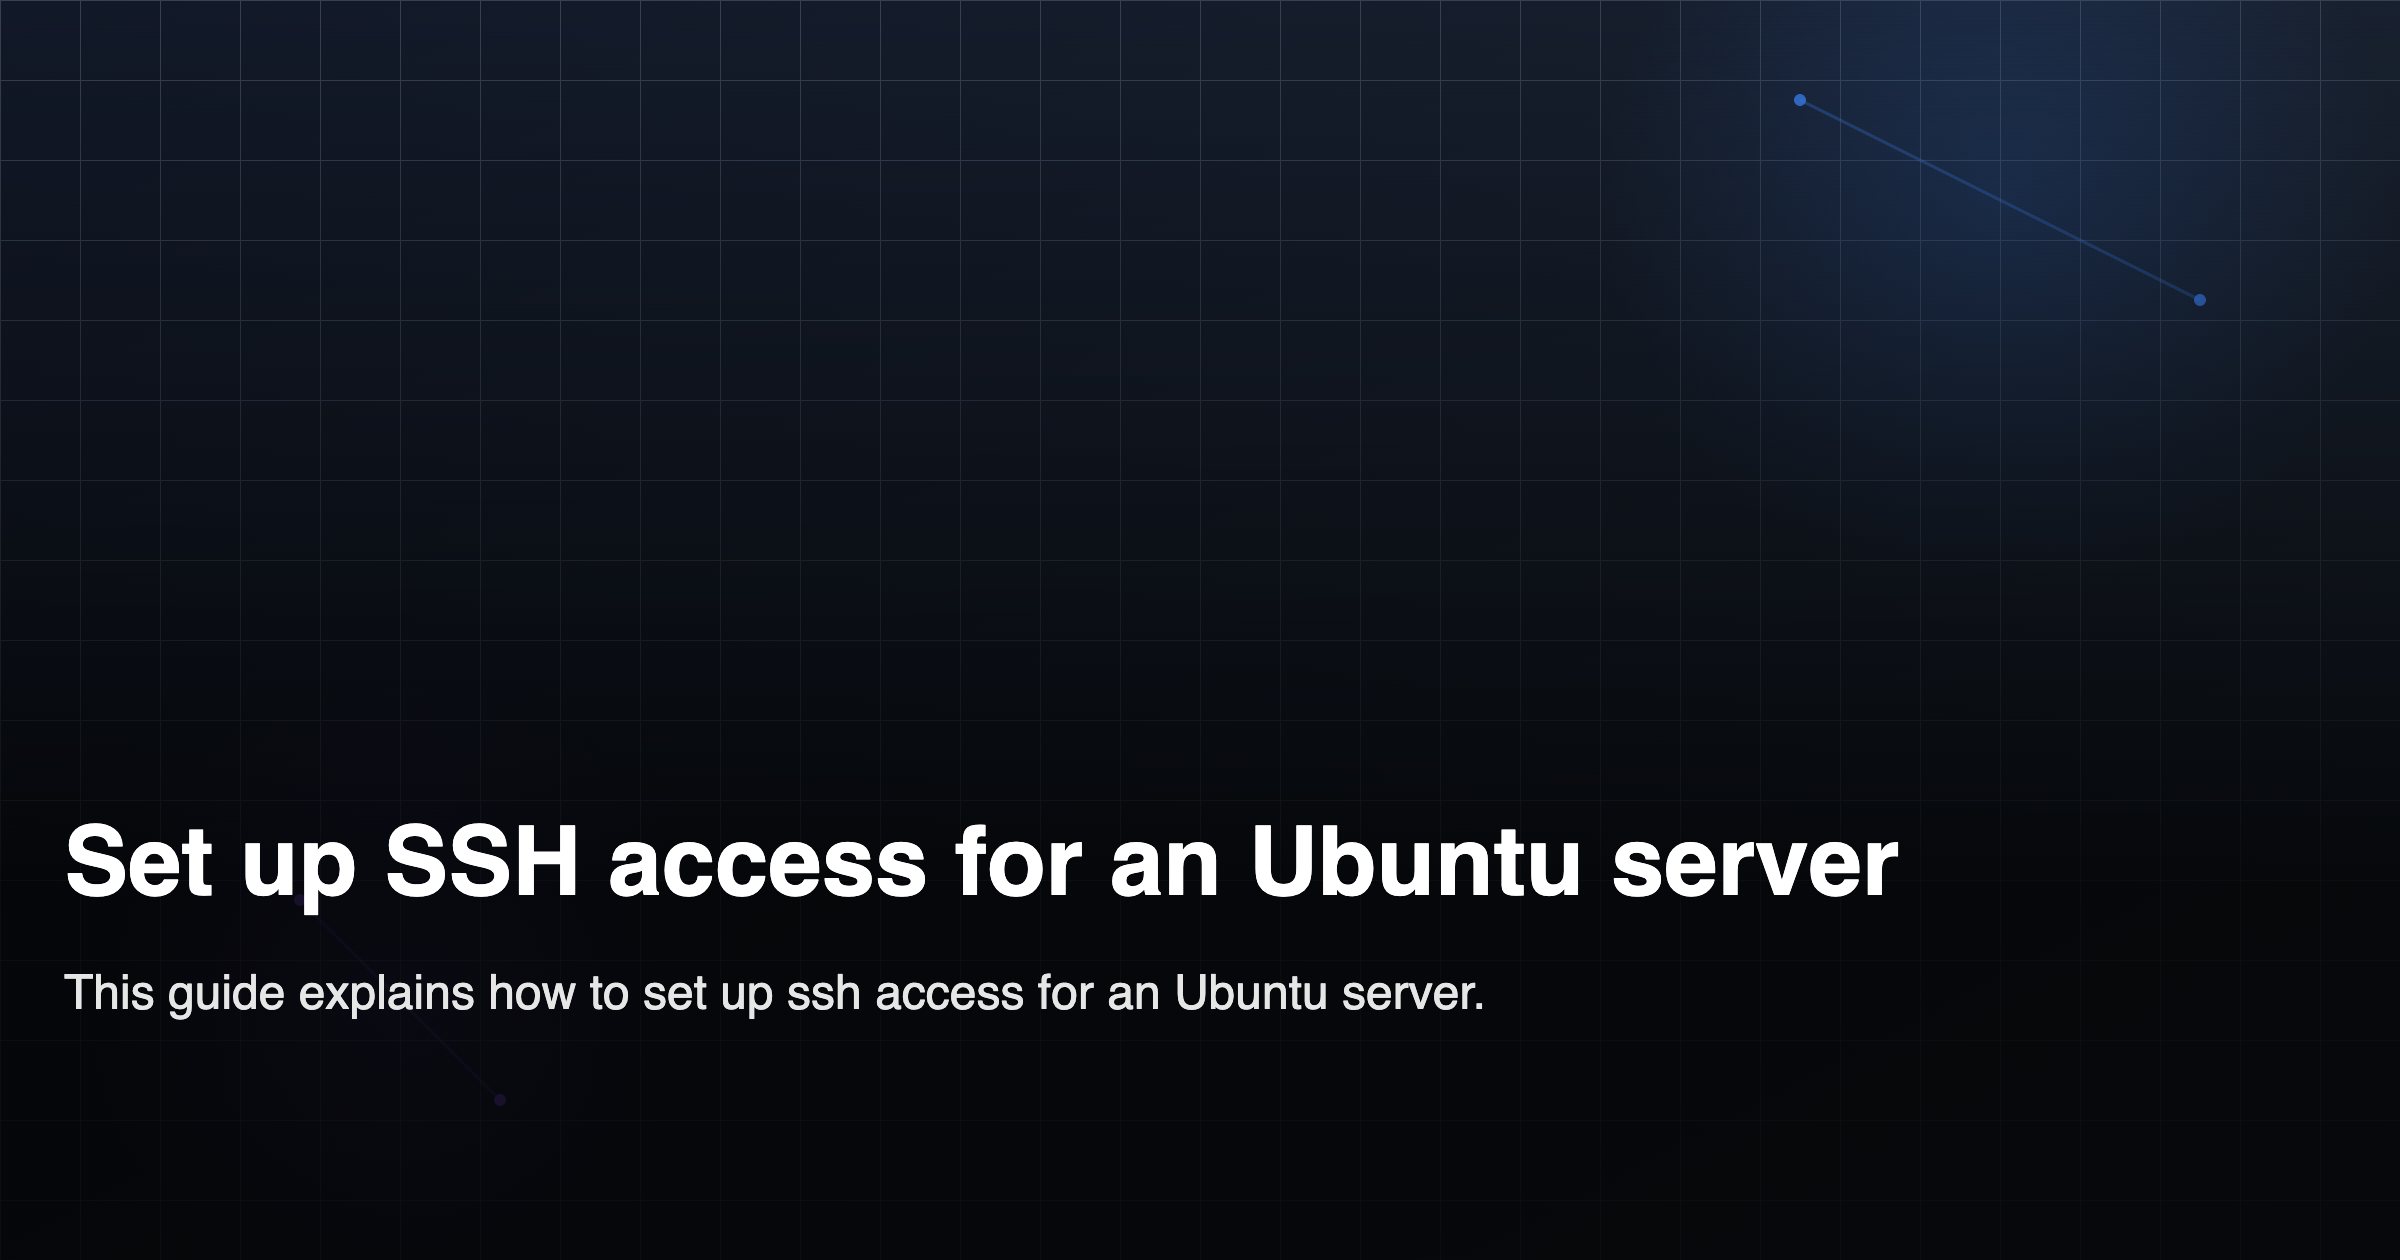 Set up SSH access for an Ubuntu server
This guide explains how to set up ssh access for an Ubuntu server.